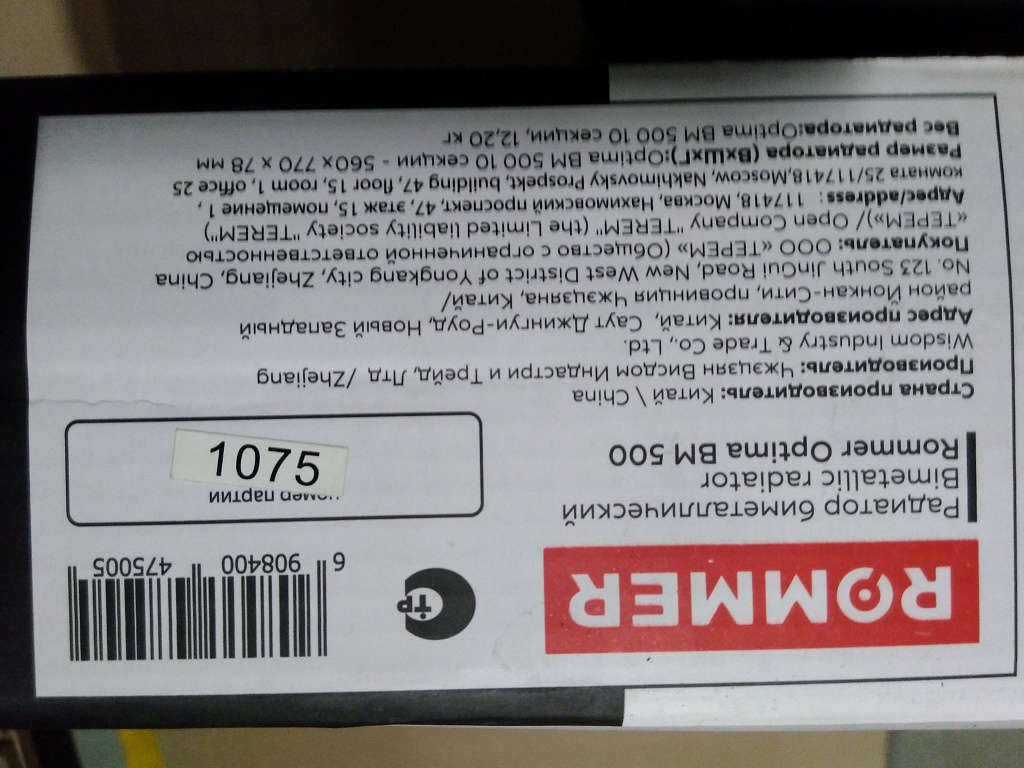 ROMMER
TP
6 908400 475005
Радиатор биметаллический
Bimetallic radiator
Rommer Optima BM 500
номер партии
1075
Страна производитель: Китай \ China
Производитель: Чжэцзян Висдом Индастри и Трейд, Лтд /Zhejiang
Wisdom Industry & Trade Co., Ltd.
Адрес производителя: Китай, Саут Джингуи-Роуд, Новый Западный
район Йонкан-Сити, провинция Чжэцзяна, Китай/
No. 123 South JinGui Road, New West District of Yongkang city, Zhejiang, China
Покупатель: ООО «ТЕРЕМ» (Общество с ограниченной ответственностью
«ТЕРЕМ»)/ Open Company "TEREM" (the Limited liability society "TEREM")
Адрес/address: 117418, Москва, Нахимовский проспект, 47, этаж 15, помещение 1 ,
комната 25/117418,Moscow, Nakhimovsky Prospekt, building 47, floor 15, room 1, office 25
Размер радиатора (ВхШхГ):Optima BM 500 10 секции - 560x 770 x 78 мм
Вес радиатора:Optima BM 500 10 секции, 12,20 кг